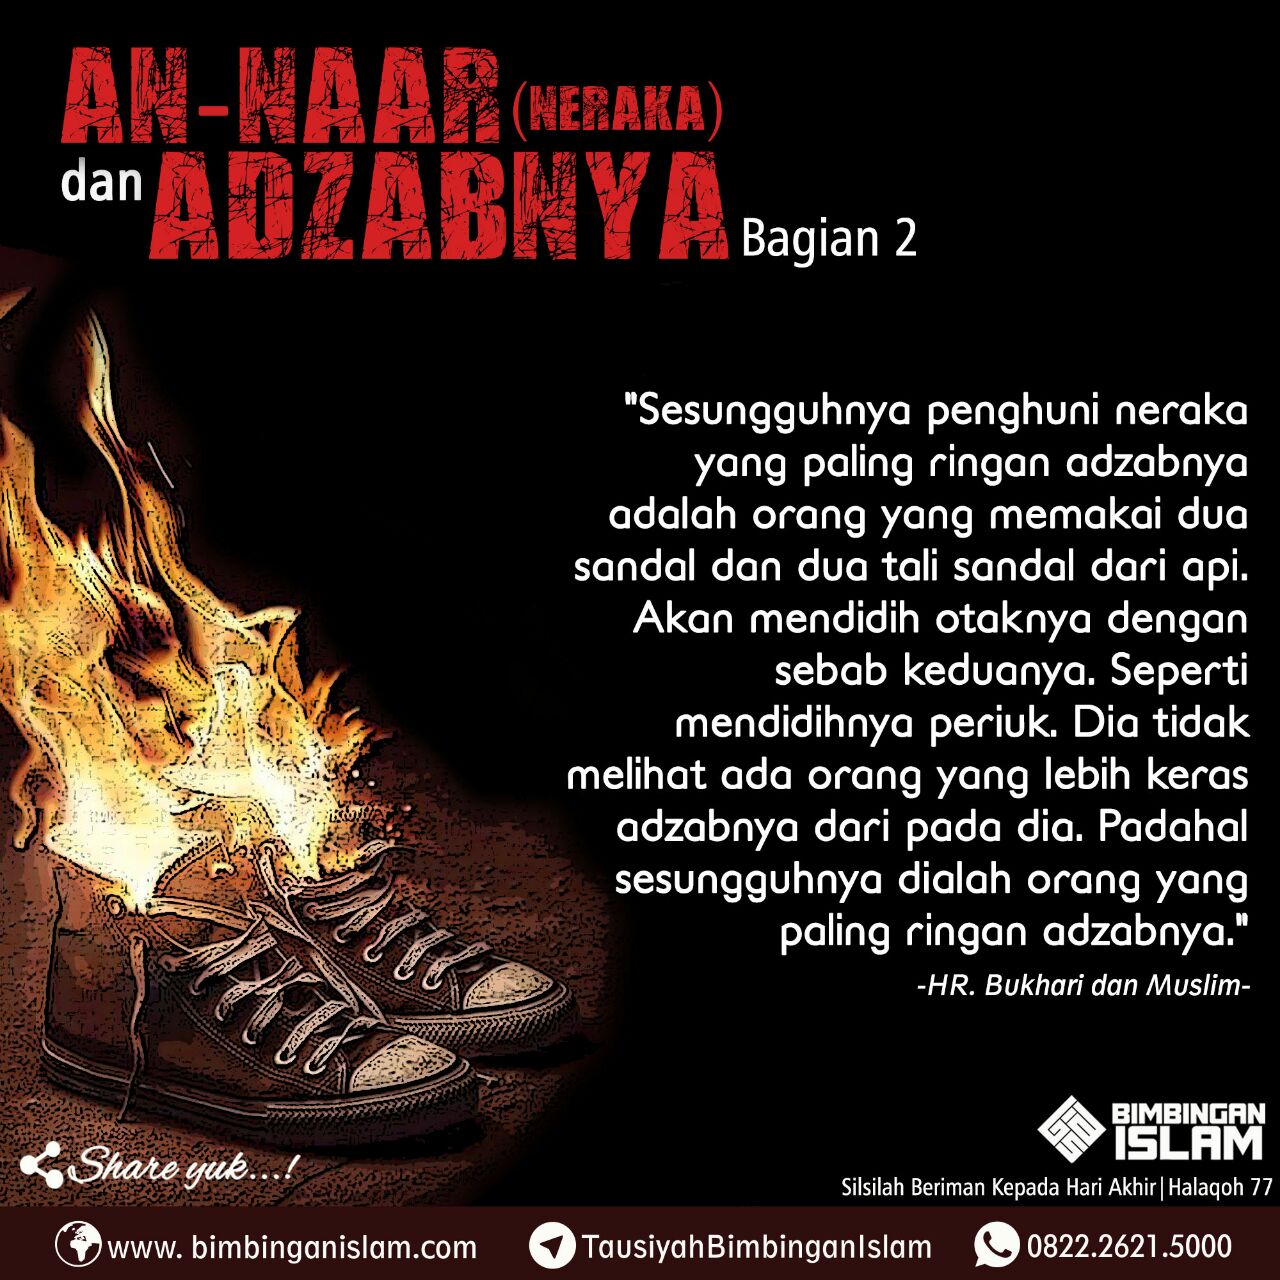 AN-NAAR (NERAKA)
dan ADZABNYA Bagian 2
"Sesungguhnya penghuni neraka
yang paling ringan adzabnya
adalah orang yang memakai dua
sandal dan dua tali sandal dari api.
Akan mendidih otaknya dengan
sebab keduanya. Seperti
mendidihnya periuk. Dia tidak
melihat ada orang yang lebih keras
adzabnya dari pada dia. Padahal
sesungguhnya dialah orang yang
paling ringan adzabnya."
-HR. Bukhari dan Muslim-
BIMBINGAN
ISLAM
Share yuk...!
Silsilah Beriman Kepada Hari Akhir|Halaqoh 77
www. bimbinganislam.com TausiyahBimbinganIslam 0822.2621.5000